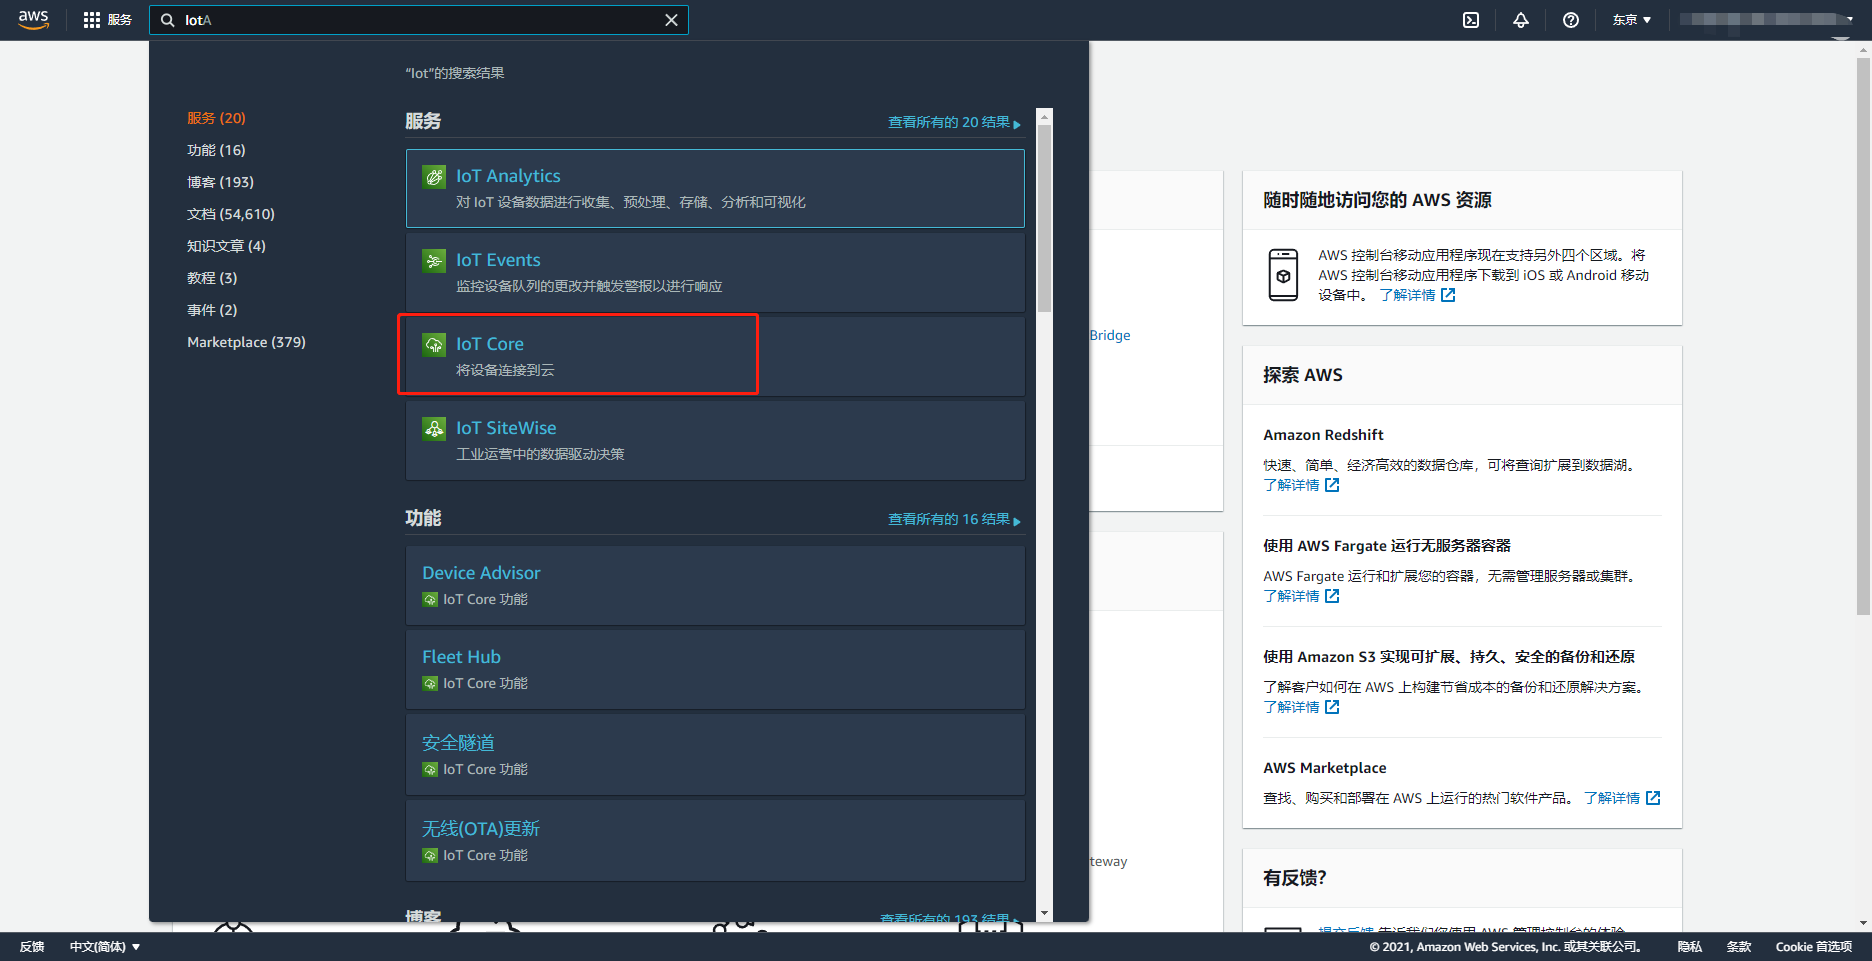 aws
服务
IotA
东京
“Iot”的搜索结果
服务 (20)
功能 (16)
博客 (193)
文档 (54,610)
知识文章 (4)
教程 (3)
事件 (2)
Marketplace (379)
服务
查看所有的 20 结果
IoT Analytics
对 IoT 设备数据进行收集、预处理、存储、分析和可视化
IoT Events
监控设备队列的更改并触发警报以进行响应
IoT Core
将设备连接到云
IoT SiteWise
工业运营中的数据驱动决策
功能
查看所有的 16 结果
Device Advisor
IoT Core 功能
Fleet Hub
IoT Core 功能
安全隧道
IoT Core 功能
无线(OTA)更新
IoT Core 功能
博客
查看所有的 193 结果
Bridge
teway
随时随地访问您的 AWS 资源
AWS 控制台移动应用程序现在支持另外四个区域。将
AWS 控制台移动应用程序下载到 iOS 或 Android 移动
设备中。 了解详情
探索 AWS
Amazon Redshift
快速、简单、经济高效的数据仓库，可将查询扩展到数据湖。
了解详情
使用 AWS Fargate 运行无服务器容器
AWS Fargate 运行和扩展您的容器，无需管理服务器或集群。
了解详情
使用 Amazon S3 实现可扩展、持久、安全的备份和还原
了解客户如何在 AWS 上构建节省成本的备份和还原解决方案。
了解详情
AWS Marketplace
查找、购买和部署在 AWS 上运行的热门软件产品。 了解详情
有反馈?
提交反馈 告诉我们您使用 AWS 管理控制台的体验
反馈
中文(简体)
© 2021, Amazon Web Services, Inc. 或其关联公司。
隐私
条款
Cookie 首选项